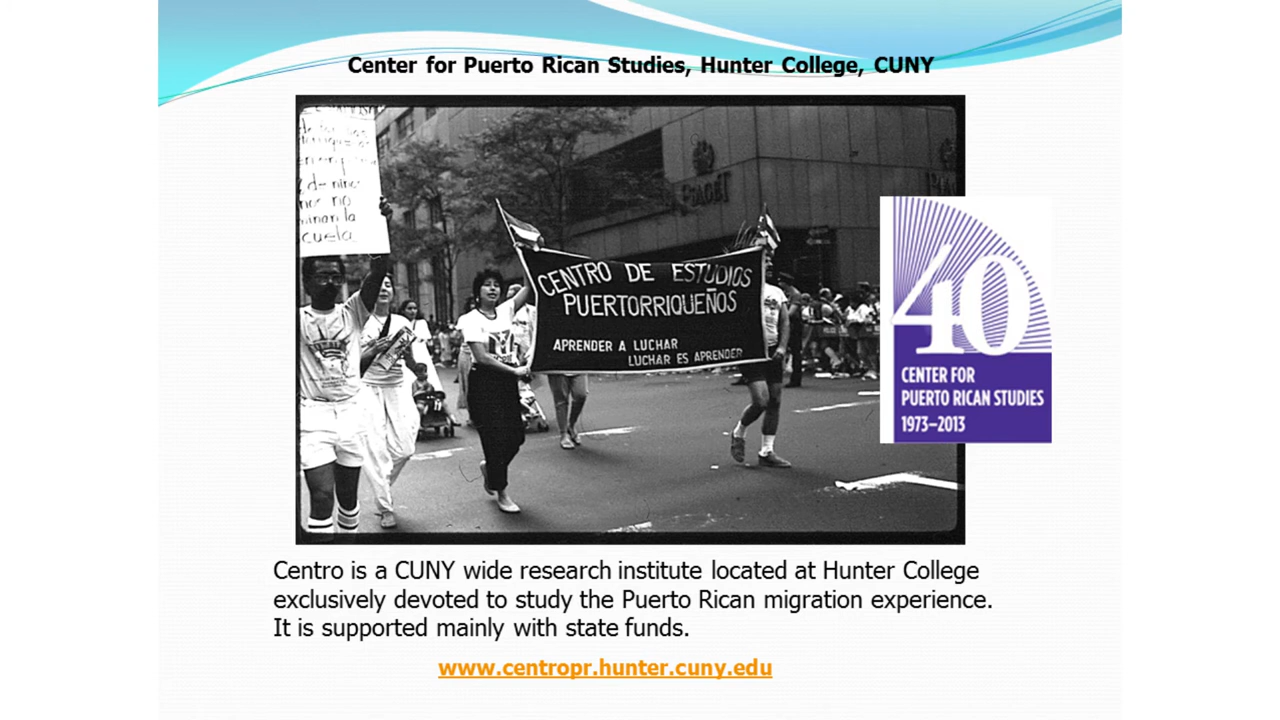 Center for Puerto Rican Studies, Hunter College, CUNY
cuela
PIAGET
CENTRO DE ESTUDIOS
PUERTORRIQUEÑOS
APRENDER A LUCHAR
LUCHAR ES APRENDER
40
CENTER FOR
PUERTO RICAN STUDIES
1973–2013
Centro is a CUNY wide research institute located at Hunter College
exclusively devoted to study the Puerto Rican migration experience.
It is supported mainly with state funds.
www.centropr.hunter.cuny.edu